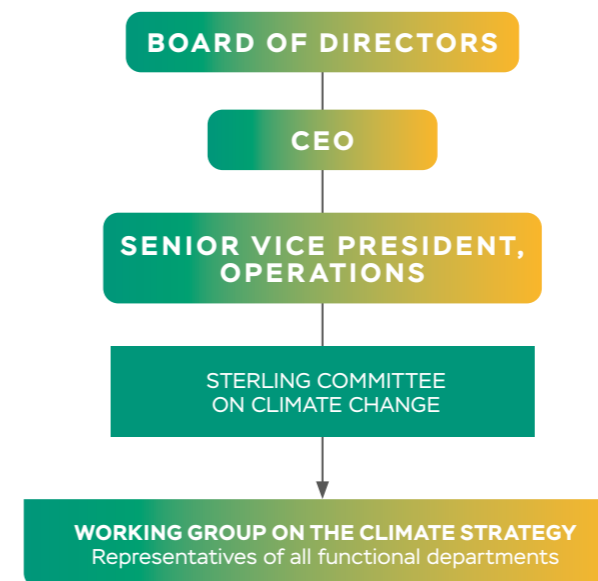 BOARD OF DIRECTORS
CEO
SENIOR VICE PRESIDENT,
OPERATIONS
STERLING COMMITTEE
ON CLIMATE CHANGE
WORKING GROUP ON THE CLIMATE STRATEGY
Representatives of all functional departments